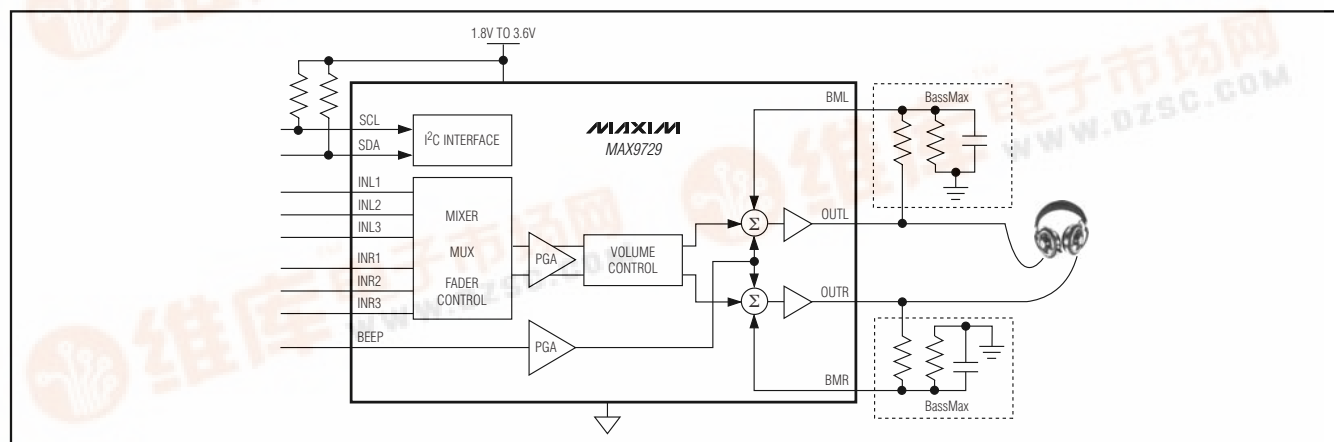 1.8V TO 3.6V
SCL
SDA
I²C INTERFACE
MAXIM
MAX9729
BML
BassMax
INL1
INL2
INL3
INR1
INR2
INR3
MIXER
MUX
FADER
CONTROL
PGA
VOLUME
CONTROL
Σ
OUTL
Σ
OUTR
BEEP
PGA
BMR
BassMax
维库电子市场网
WWW.DZSC.COM